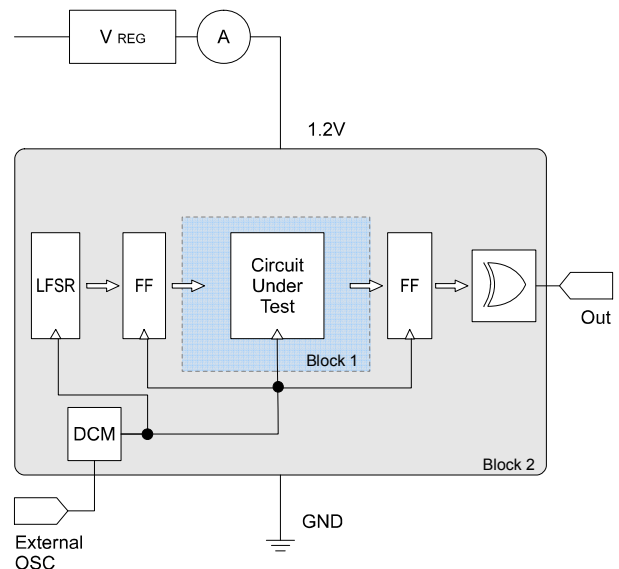 V REG
A
1.2V
LFSR
FF
Circuit
Under
Test
FF
Out
Block 1
DCM
Block 2
External
OSC
GND